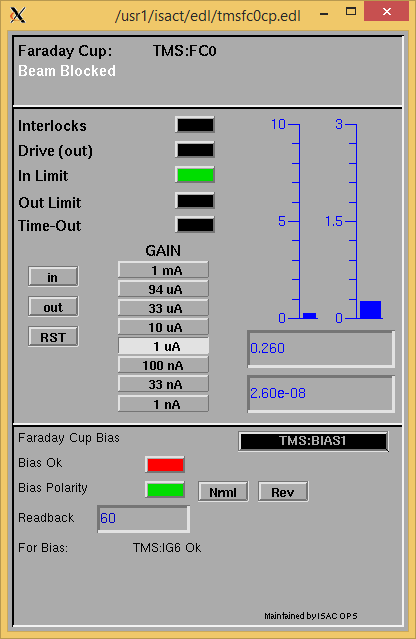 /usr1/isact/edl/tmsfc0cp.edl
Faraday Cup: TMS:FC0
Beam Blocked
Interlocks
Drive (out)
In Limit
Out Limit
Time-Out
10
5
0
3
1.5
0
GAIN
1 mA
94 uA
33 uA
10 uA
1 uA
100 nA
33 nA
1 nA
in
out
RST
0.260
2.60e-08
Faraday Cup Bias TMS:BIAS1
Bias Ok
Bias Polarity Nrml Rev
Readback 60
For Bias: TMS:IG6 Ok
Maintained by ISAC OPS